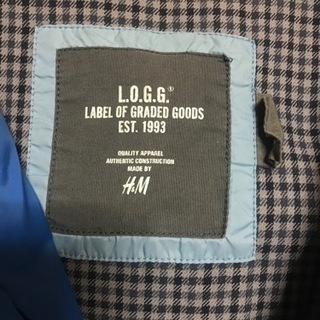 L.O.G.G.
LABEL OF GRADED GOODS
EST. 1993
QUALITY APPAREL
AUTHENTIC CONSTRUCTION
MADE BY
H&M